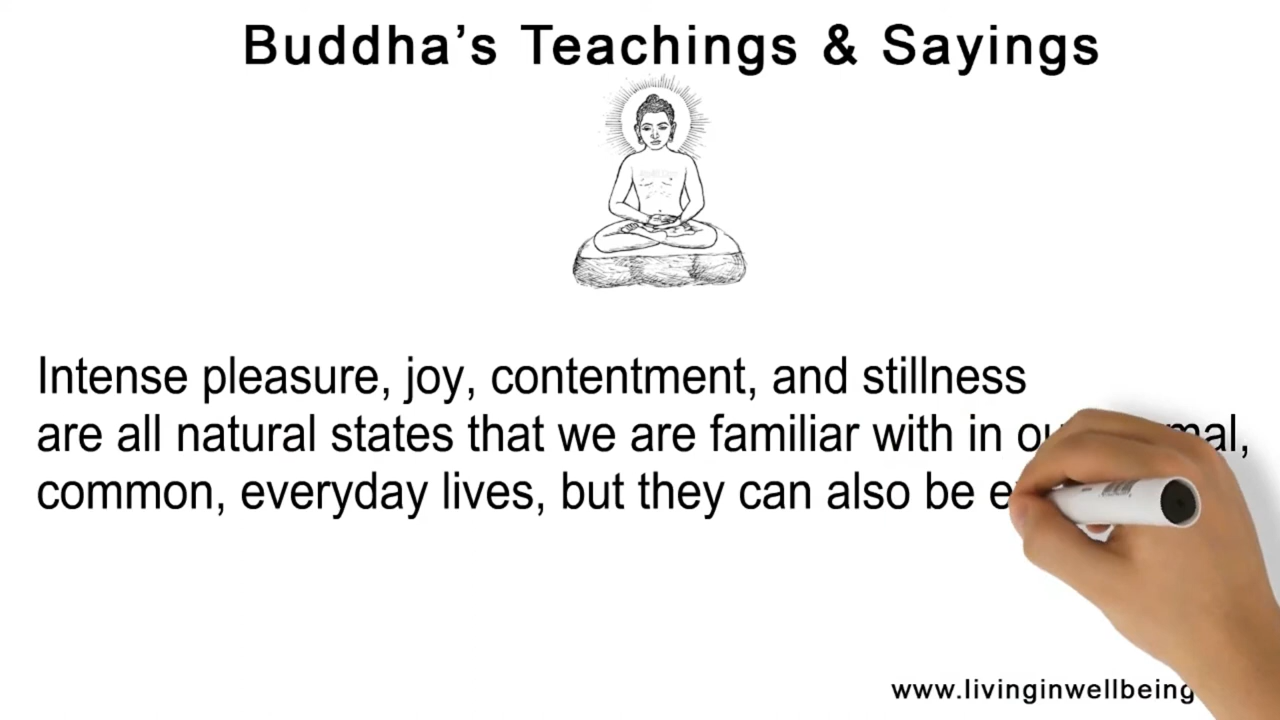 Buddha's Teachings & Sayings
Intense pleasure, joy, contentment, and stillness
are all natural states that we are familiar with in
common, everyday lives, but they can also be
www.livinginwellbeing